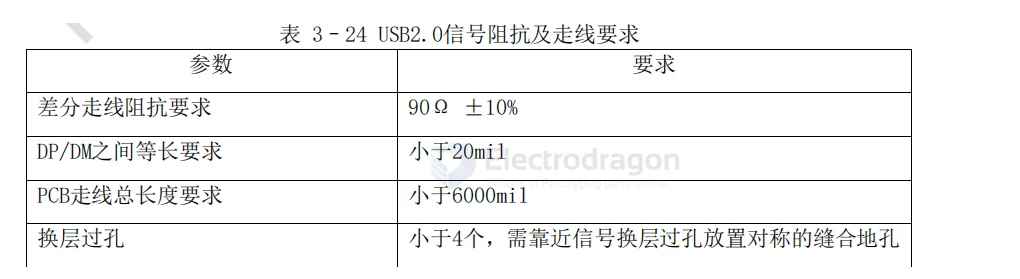 表 3-24 USB2.0信号阻抗及走线要求
参数 要求
差分走线阻抗要求 90Ω ±10%
DP/DM之间等长要求 小于20mil
Electrodragon
PCB走线总长度要求 小于6000mil
换层过孔 小于4个，需靠近信号换层过孔放置对称的缝合地孔